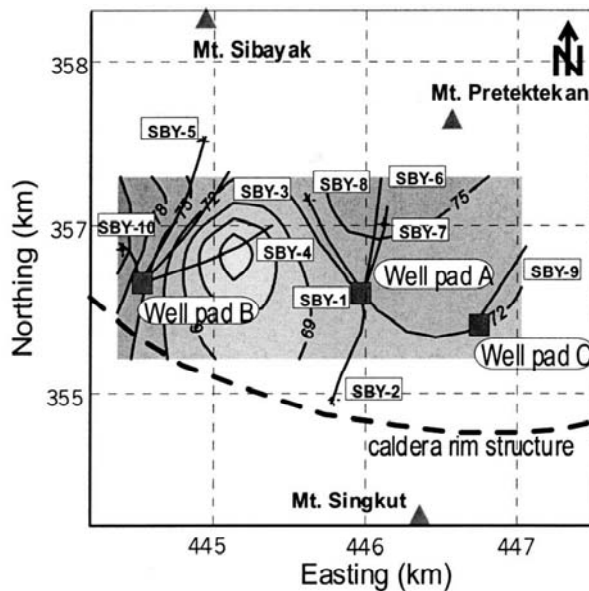 Mt. Sibayak
N
358
Mt. Pretektekan
SBY-5
SBY-3
SBY-8
SBY-6
78
75
72
75
357
SBY-10
SBY-7
SBY-4
Well pad A
SBY-9
SBY-1
Well pad B
69
72
Well pad C
SBY-2
355
caldera rim structure
Mt. Singkut
445
446
447
Easting (km)
Northing (km)